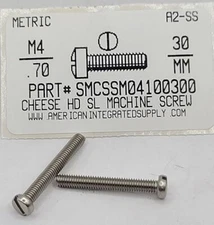 METRIC A2-SS
M4 30
.70 MM
PART# SMCSSM04100300
CHEESE HD SL MACHINE SCREW
WWW.AMERICANINTEGRATEDSUPPLY.COM